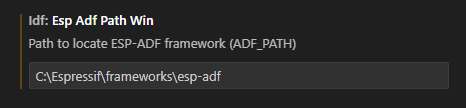 Idf: Esp Adf Path Win
Path to locate ESP-ADF framework (ADF_PATH)
C:\Espressif\frameworks\esp-adf